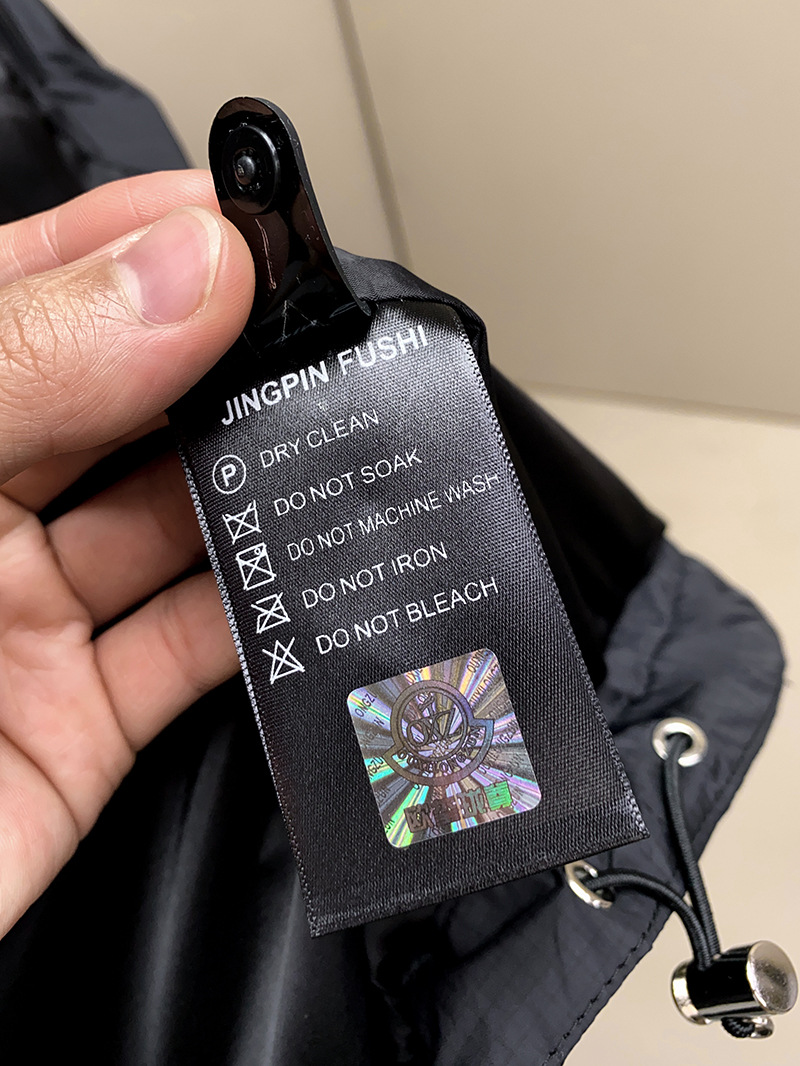 JINGPIN FUSHI
P DRY CLEAN
DO NOT SOAK
DO NOT MACHINE WASH
DO NOT IRON
DO NOT BLEACH